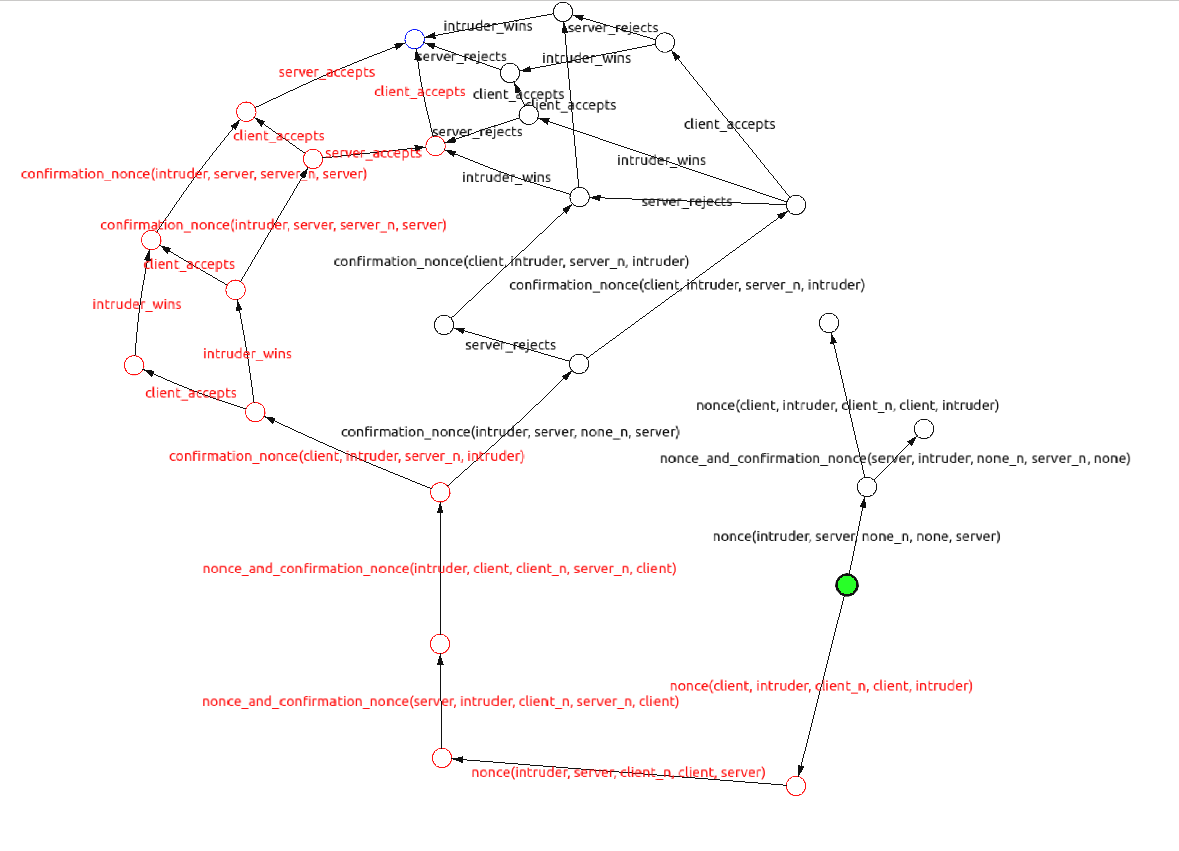 intruder_wins
server_rejects
server_rejects
intruder_wins
server_accepts
client_accepts
client_accepts
client_accepts
client_accepts
server_rejects
client_accepts
server_accepts
intruder_wins
confirmation_nonce(intruder, server, server_n, server)
intruder_wins
server_rejects
confirmation_nonce(intruder, server, server_n, server)
client_accepts
confirmation_nonce(client, intruder, server_n, intruder)
confirmation_nonce(client, intruder, server_n, intruder)
intruder_wins
server_rejects
intruder_wins
client_accepts
nonce(client, intruder, client_n, client, intruder)
confirmation_nonce(intruder, server, none_n, server)
confirmation_nonce(client, intruder, server_n, intruder)
nonce_and_confirmation_nonce(server, intruder, none_n, server_n, none)
nonce(intruder, server, none_n, none, server)
nonce_and_confirmation_nonce(intruder, client, client_n, server_n, client)
nonce(client, intruder, client_n, client, intruder)
nonce_and_confirmation_nonce(server, intruder, client_n, server_n, client)
nonce(intruder, server, client_n, client, server)